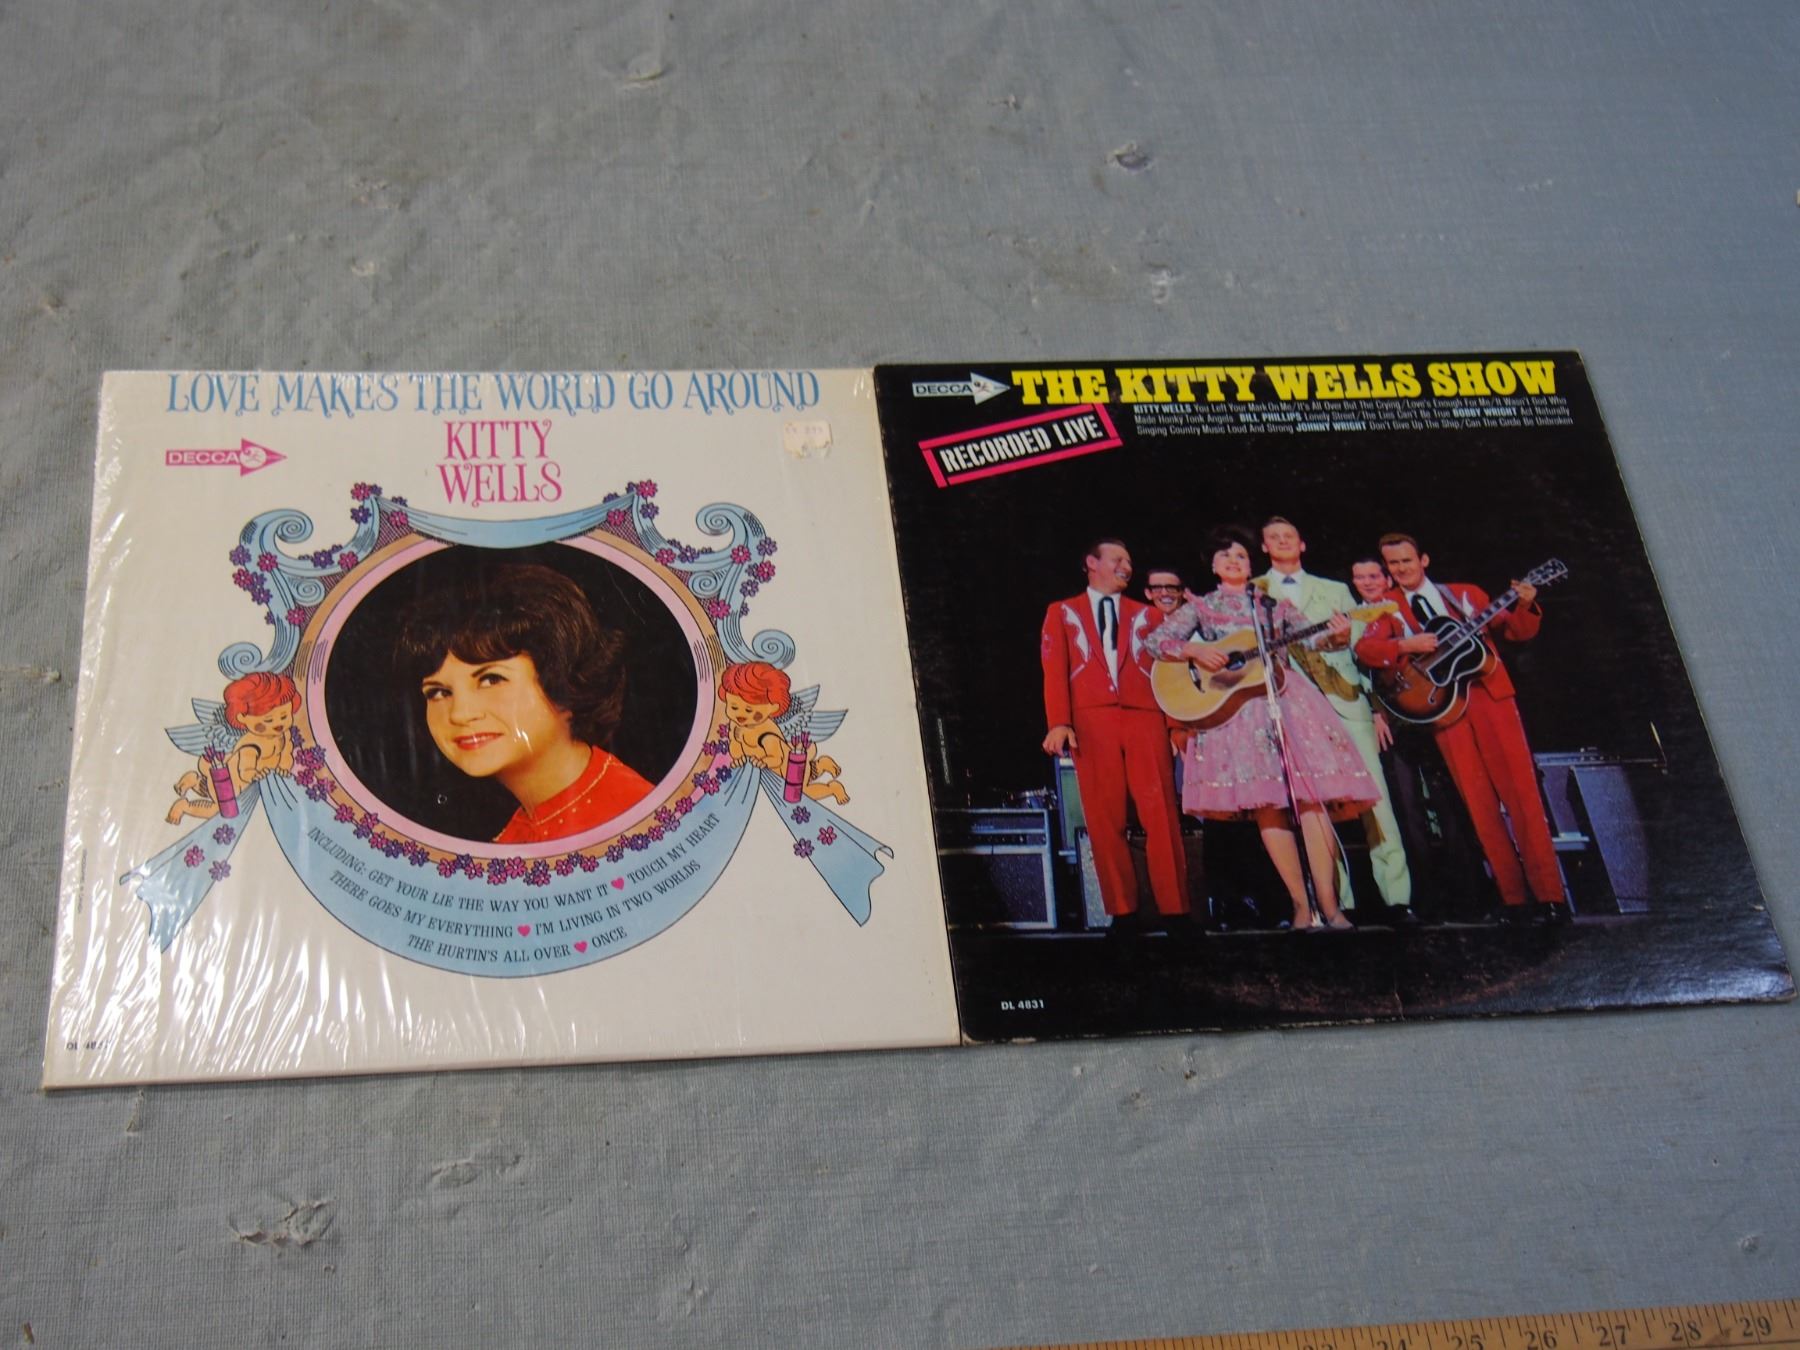 LOVE MAKES THE WORLD GO AROUND
KITTY
WELLS
DECCA
INCLUDING: GET YOUR LIE THE WAY YOU WANT IT ♥ TOUCH MY HEART
THERE GOES MY EVERYTHING ♥ I'M LIVING IN TWO WORLDS
THE HURTIN'S ALL OVER ♥ ONCE
DECCA
THE KITTY WELLS SHOW
KITTY WELLS You Left Your Mark On Me/It's All Over But The Crying/Love's Enough For Me/It Wasn't God Who
Made Honky Tonk Angels BILL PHILLIPS Lonely Street/The Lies Can't Be True BOBBY WRIGHT Act Naturally
Singing Country Music Loud And Strong JOHNNY WRIGHT Don't Give Up The Ship/Can The Circle Be Unbroken
RECORDED LIVE
DL 4831
23 24 25 26 27 28 29